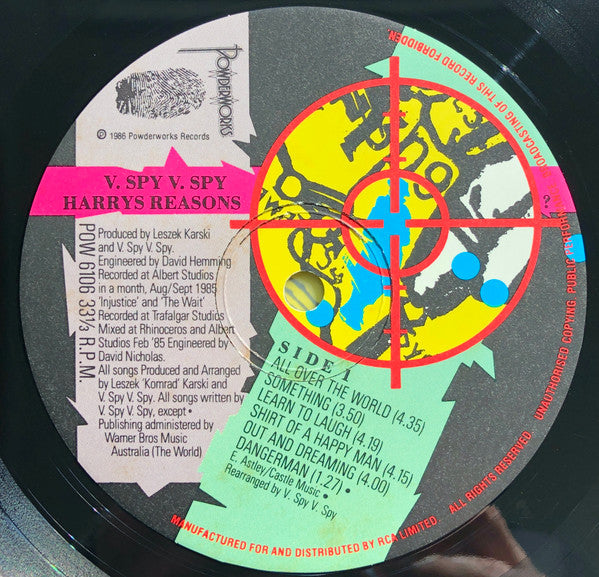 POWDERWORKS
℗ 1986 Powderworks Records
V. SPY V. SPY
HARRYS REASONS
POW 6106 33⅓ R.P.M.
Produced by Leszek Karski
and V. Spy V. Spy.
Engineered by David Hemming
Recorded at Albert Studios
in a month, Aug/Sept 1985
'Injustice' and 'The Wait'
Recorded at Trafalgar Studios
Mixed at Rhinoceros and Albert
Studios Feb '85 Engineered by
David Nicholas.
All songs Produced and Arranged
by Leszek 'Komrad' Karski and
V. Spy V. Spy. All songs written by
V. Spy V. Spy, except •
Publishing administered by
Warner Bros Music
Australia (The World)
SIDE 1
ALL OVER THE WORLD (4.35)
SOMETHING (3.50)
LEARN TO LAUGH (4.19)
SHIRT OF A HAPPY MAN (4.15)
OUT AND DREAMING (4.00)
DANGERMAN (1.27) •
E. Astley/Castle Music •
Rearranged by V. Spy V. Spy
MANUFACTURED FOR AND DISTRIBUTED BY RCA LIMITED. ALL RIGHTS RESERVED. UNAUTHORISED COPYING PUBLIC PERFOR BROADCASTING OF THIS RECORD FORBIDDEN.